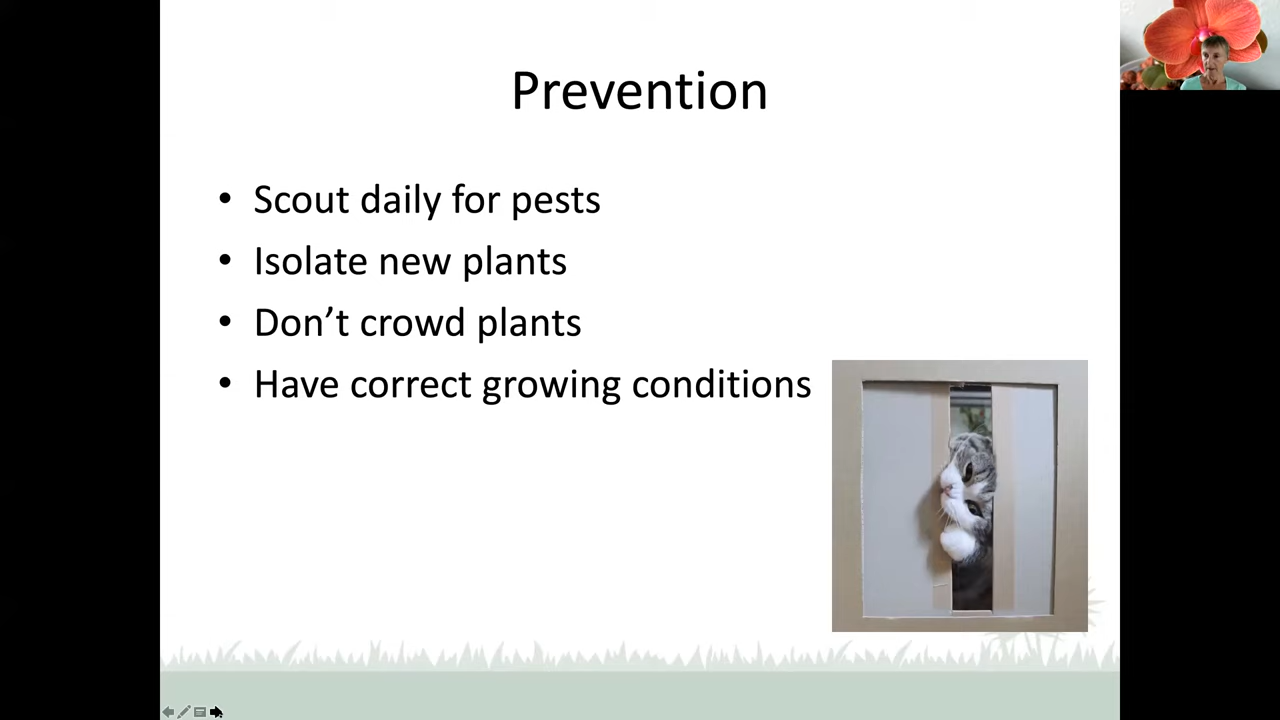 Prevention
• Scout daily for pests
• Isolate new plants
• Don’t crowd plants
• Have correct growing conditions